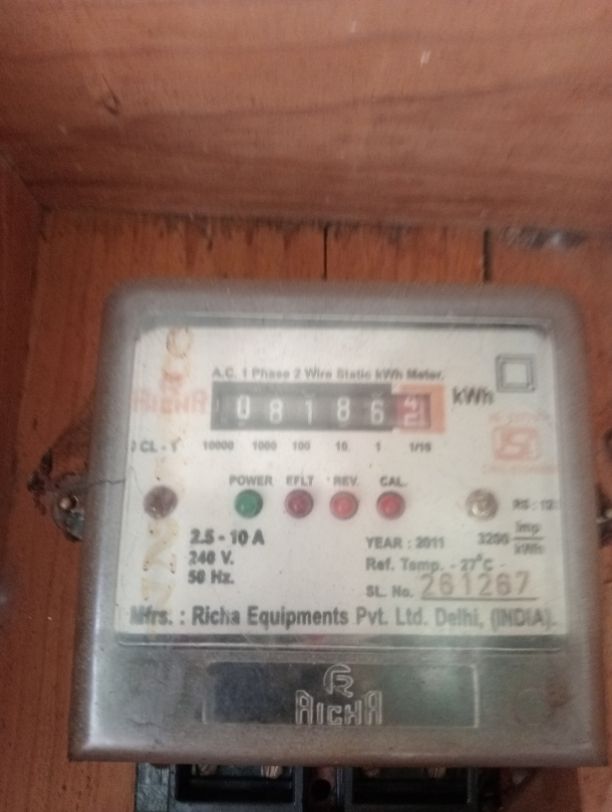 A.C. 1 Phase 2 Wire Static kWh Meter.
RICHA
0 8 1 8 6 kWh
CL - 1 10000 1000 100 10 1 1/10
POWER EFLT REV. CAL.
2.5 - 10 A
240 V.
50 Hz.
YEAR : 2011
3200 Imp/kWh
Ref. Temp. - 27°C -
SL. No. 261267
Mfrs. : Richa Equipments Pvt. Ltd. Delhi, (INDIA).
RICHA